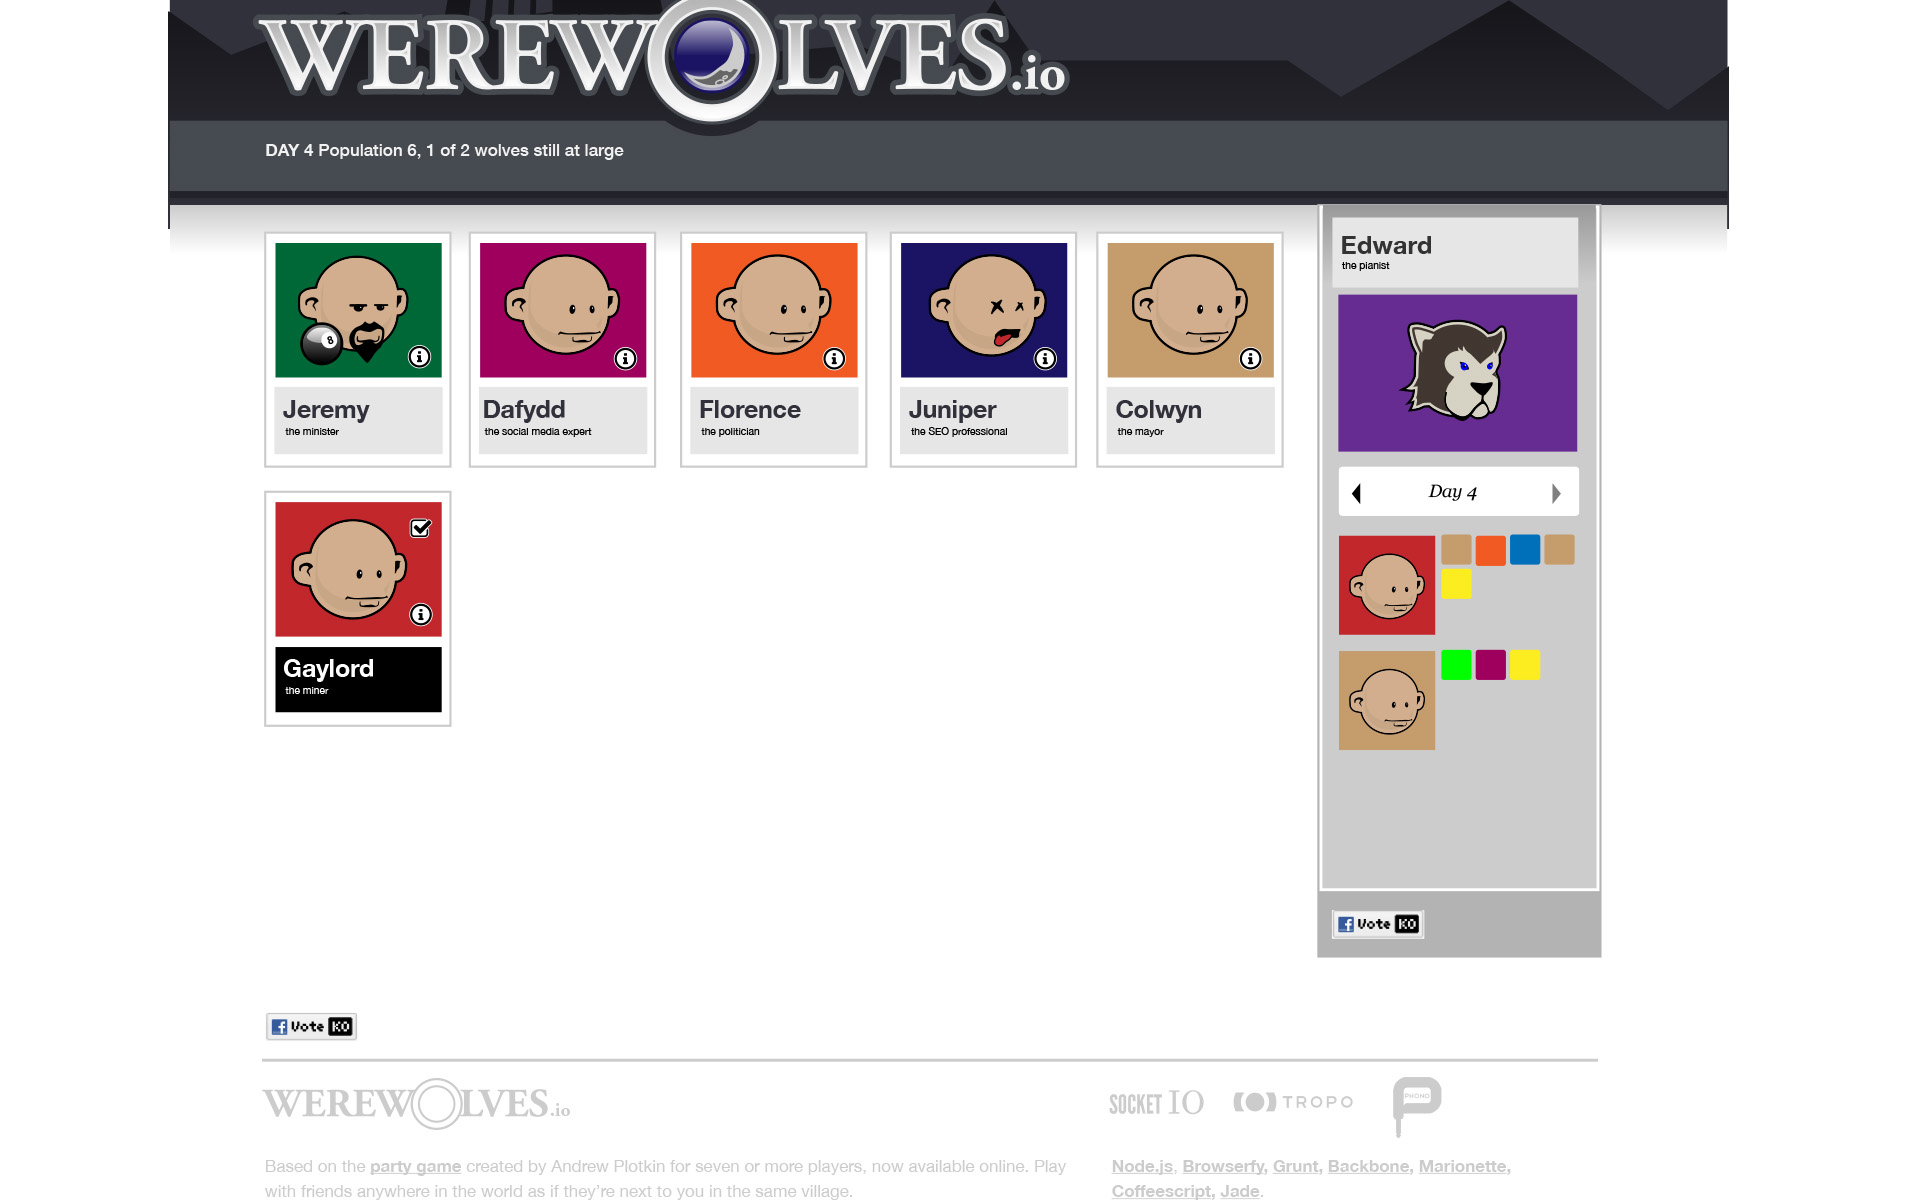 WEREWOLVES.io
DAY 4 Population 6, 1 of 2 wolves still at large
8
Jeremy
the minister
Dafydd
the social media expert
Florence
the politician
Juniper
the SEO professional
Colwyn
the mayor
Gaylord
the miner
Edward
the pianist
Day 4
f Vote KO
f Vote KO
WEREWOLVES.io
Based on the party game created by Andrew Plotkin for seven or more players, now available online. Play
with friends anywhere in the world as if they’re next to you in the same village.
SOCKET IO
TROPO
PHONO
Node.js, Browserfy, Grunt, Backbone, Marionette,
Coffeescript, Jade.